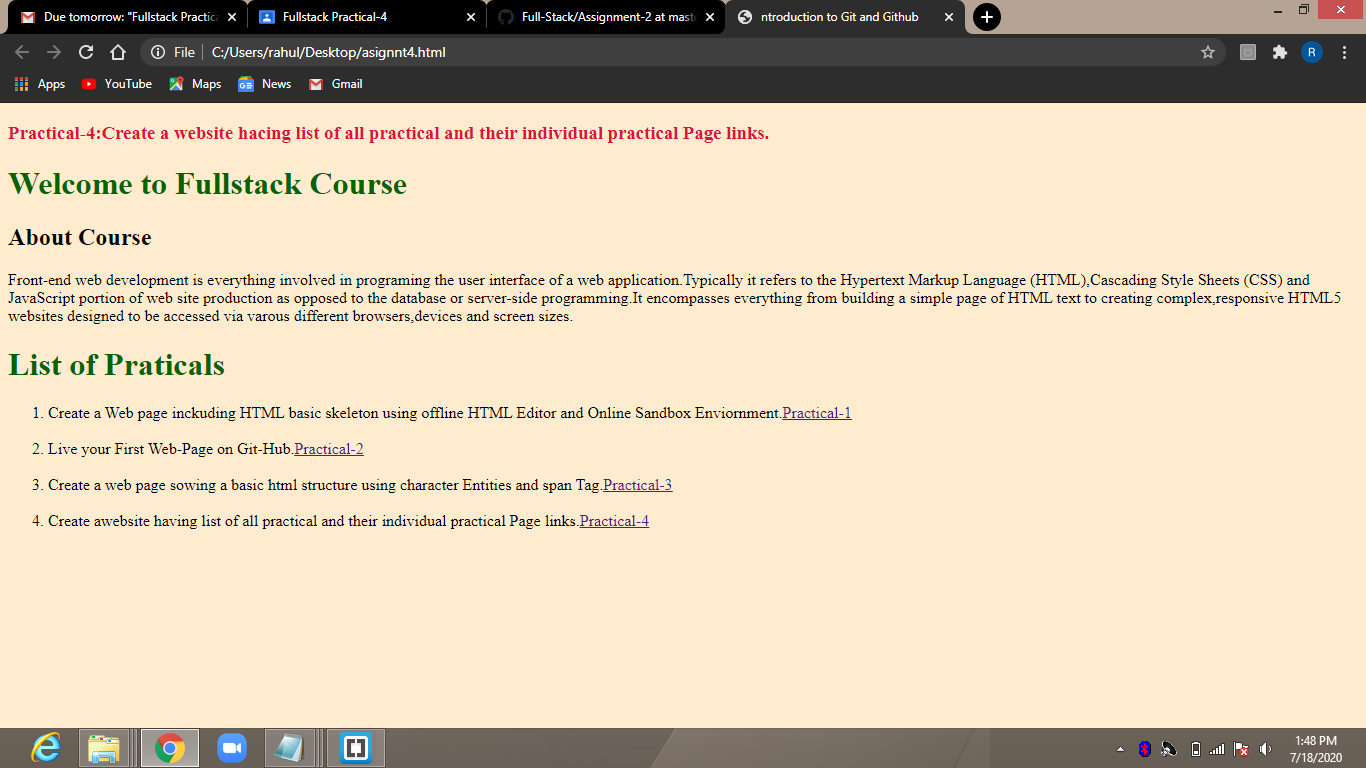 Due tomorrow: "Fullstack Practica
Fullstack Practical-4
Full-Stack/Assignment-2 at maste
ntroduction to Git and Github
File
C:/Users/rahul/Desktop/asignnt4.html
R
Apps
YouTube
Maps
News
Gmail
Practical-4:Create a website hacing list of all practical and their individual practical Page links.
Welcome to Fullstack Course
About Course
Front-end web development is everything involved in programing the user interface of a web application.Typically it refers to the Hypertext Markup Language (HTML),Cascading Style Sheets (CSS) and
JavaScript portion of web site production as opposed to the database or server-side programming.It encompasses everything from building a simple page of HTML text to creating complex,responsive HTML5
websites designed to be accessed via varous different browsers,devices and screen sizes.
List of Praticals
1. Create a Web page inckuding HTML basic skeleton using offline HTML Editor and Online Sandbox Enviornment.Practical-1
2. Live your First Web-Page on Git-Hub.Practical-2
3. Create a web page sowing a basic html structure using character Entities and span Tag.Practical-3
4. Create awebsite having list of all practical and their individual practical Page links.Practical-4
1:48 PM
7/18/2020